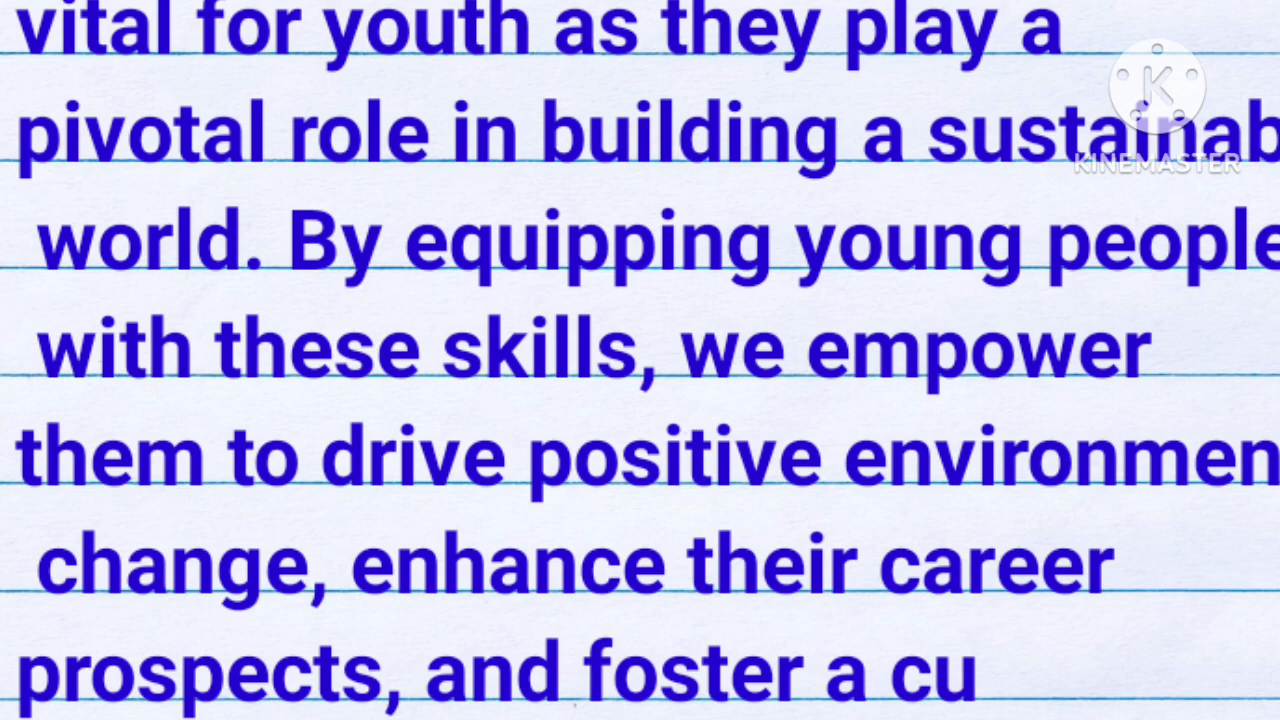 vital for youth as they play a
pivotal role in building a sustainab
world. By equipping young people
with these skills, we empower
them to drive positive environmen
change, enhance their career
prospects, and foster a cu
KINEMASTER